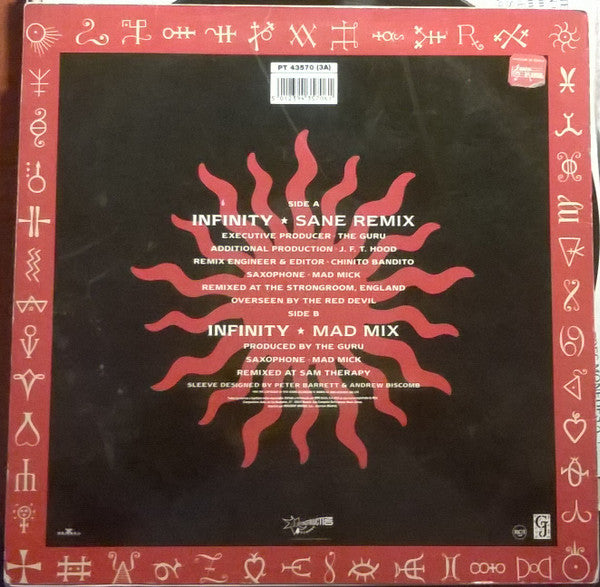 PT 43570 (3A)
SIDE A
INFINITY ★ SANE REMIX
EXECUTIVE PRODUCER · THE GURU
ADDITIONAL PRODUCTION · J. F. T. HOOD
REMIX ENGINEER & EDITOR · CHINITO BANDITO
SAXOPHONE · MAD MICK
REMIXED AT THE STRONGROOM, ENGLAND
OVERSEEN BY THE RED DEVIL
SIDE B
INFINITY ★ MAD MIX
PRODUCED BY THE GURU
SAXOPHONE · MAD MICK
REMIXED AT SAM THERAPY
SLEEVE DESIGNED BY PETER BARRETT & ANDREW BISCOMB
RCA